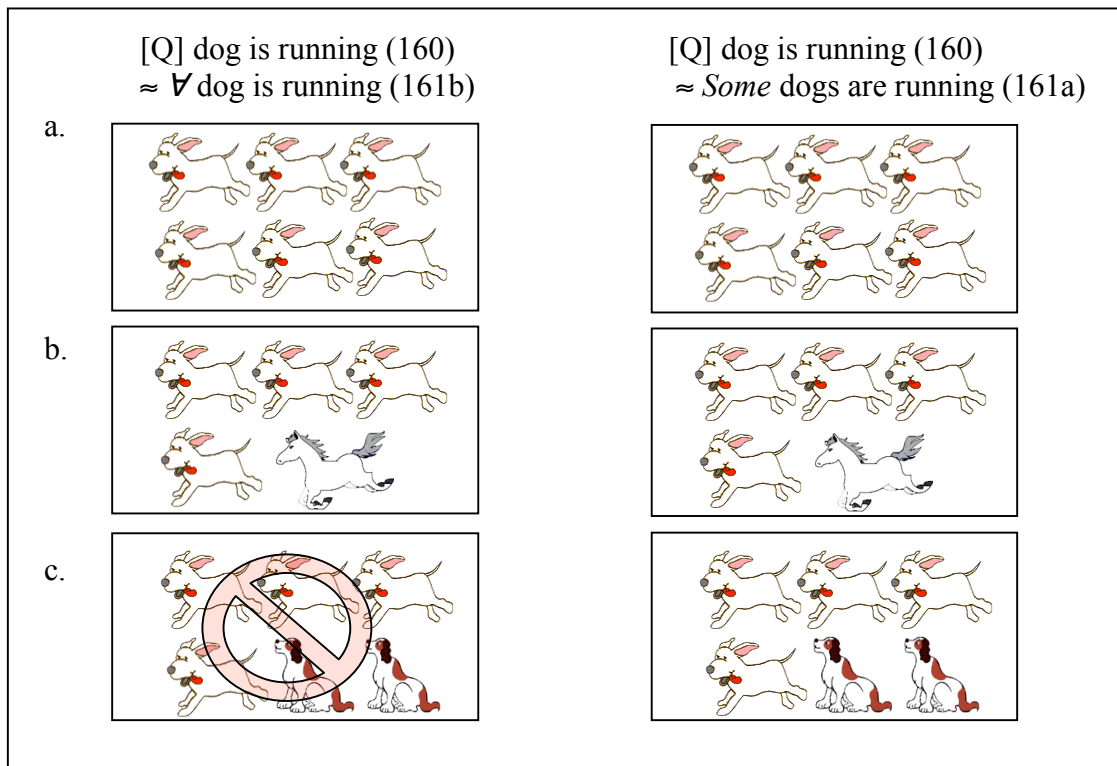 [Q] dog is running (160)
≈ ∀ dog is running (161b)
[Q] dog is running (160)
≈ Some dogs are running (161a)
a.
b.
c.